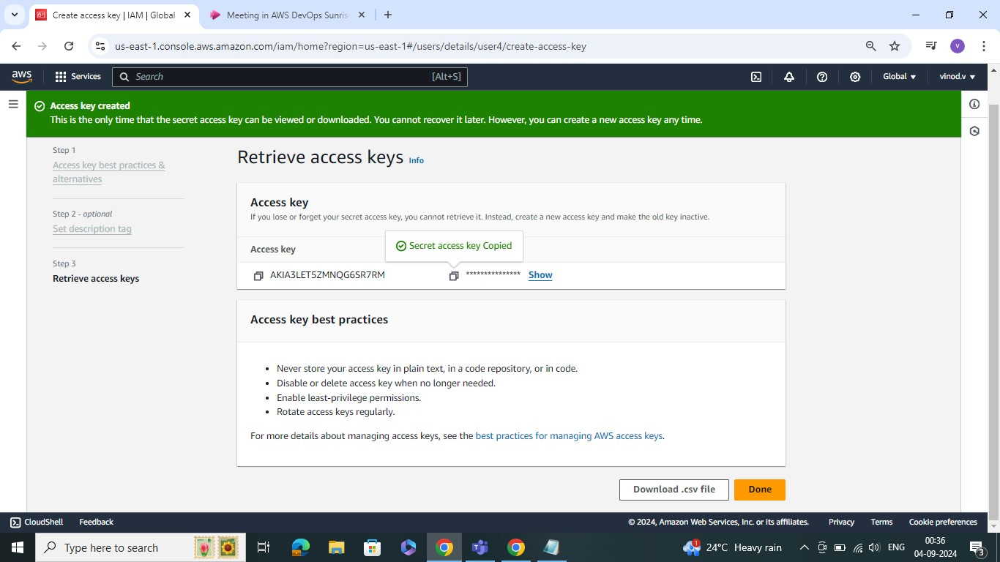 Create access key | IAM | Global
Meeting in AWS DevOps Sunris
us-east-1.console.aws.amazon.com/iam/home?region=us-east-1#/users/details/user4/create-access-key
V
aws
Services
Search
[Alt+S]
Global
vinod.v
Access key created
This is the only time that the secret access key can be viewed or downloaded. You cannot recover it later. However, you can create a new access key any time.
Step 1
Access key best practices &
alternatives
Step 2 - optional
Set description tag
Step 3
Retrieve access keys
Retrieve access keys Info
Access key
If you lose or forget your secret access key, you cannot retrieve it. Instead, create a new access key and make the old key inactive.
Access key
Secret access key Copied
AKIA3LET5ZMNQG6SR7RM
*************** Show
Access key best practices
• Never store your access key in plain text, in a code repository, or in code.
• Disable or delete access key when no longer needed.
• Enable least-privilege permissions.
• Rotate access keys regularly.
For more details about managing access keys, see the best practices for managing AWS access keys.
Download .csv file
Done
CloudShell
Feedback
© 2024, Amazon Web Services, Inc. or its affiliates.
Privacy
Terms
Cookie preferences
Type here to search
1
24°C Heavy rain
ENG
00:36
04-09-2024
3